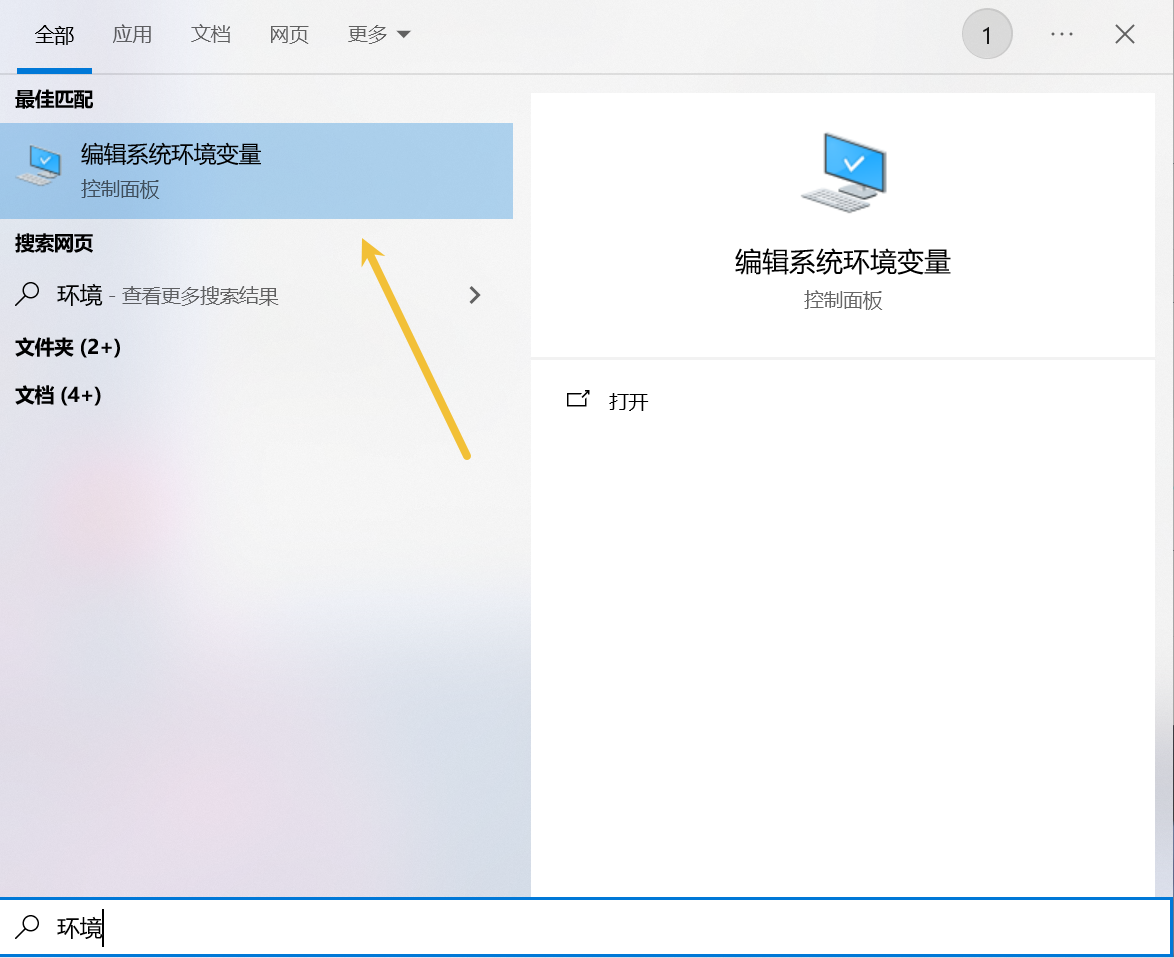 全部 应用 文档 网页 更多 1 ...
最佳匹配
编辑系统环境变量
控制面板
搜索网页
环境 - 查看更多搜索结果
文件夹 (2+)
文档 (4+)
编辑系统环境变量
控制面板
打开
环境